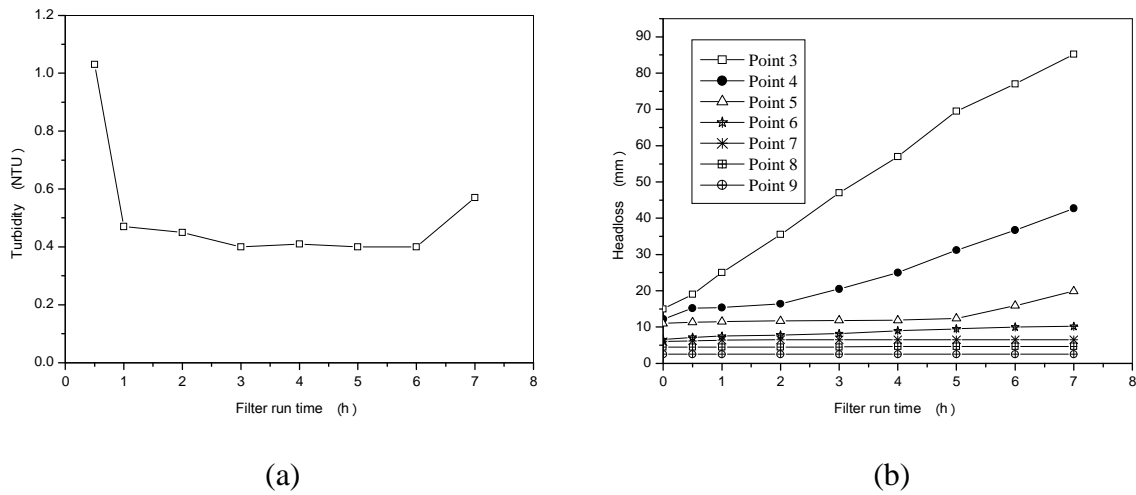 1.2
1.0
0.8
0.6
0.4
0.2
0.0
Turbidity (NTU)
0 1 2 3 4 5 6 7 8
Filter run time (h)
(a)
90
80
70
60
50
40
30
20
10
0
Headloss (mm)
Point 3
Point 4
Point 5
Point 6
Point 7
Point 8
Point 9
0 1 2 3 4 5 6 7 8
Filter run time (h)
(b)